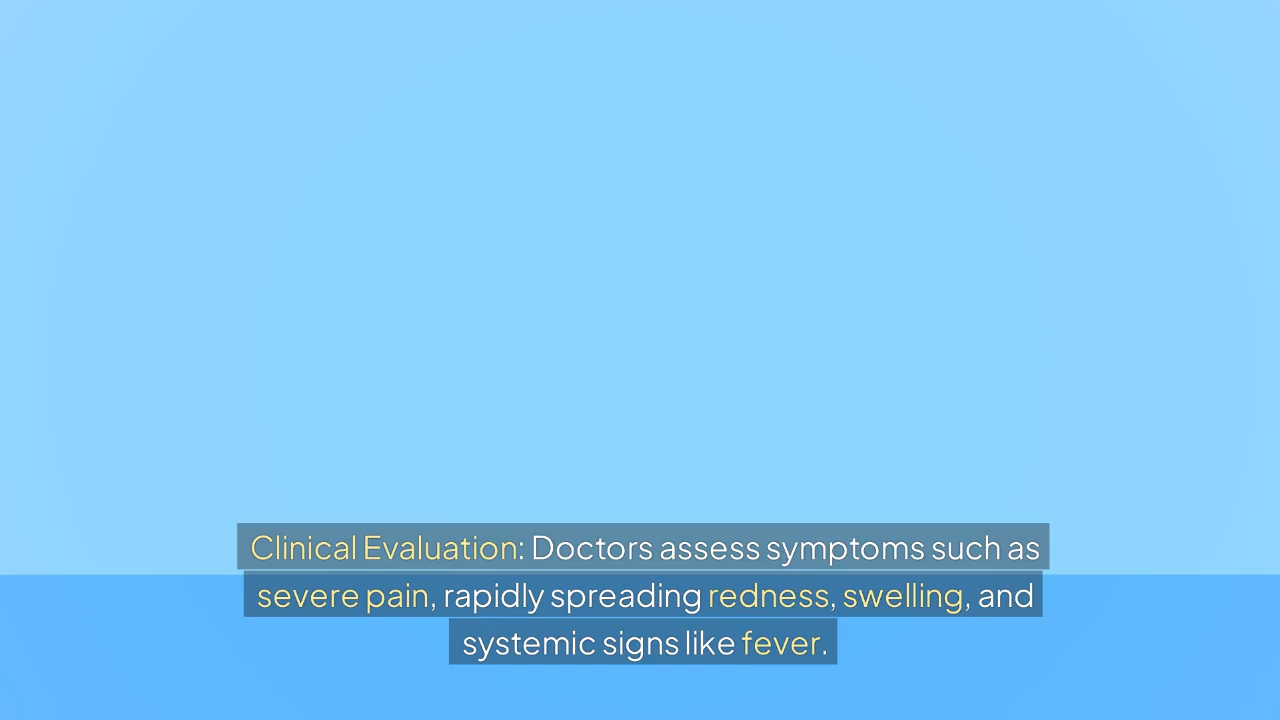 Clinical Evaluation: Doctors assess symptoms such as
severe pain, rapidly spreading redness, swelling, and
systemic signs like fever.